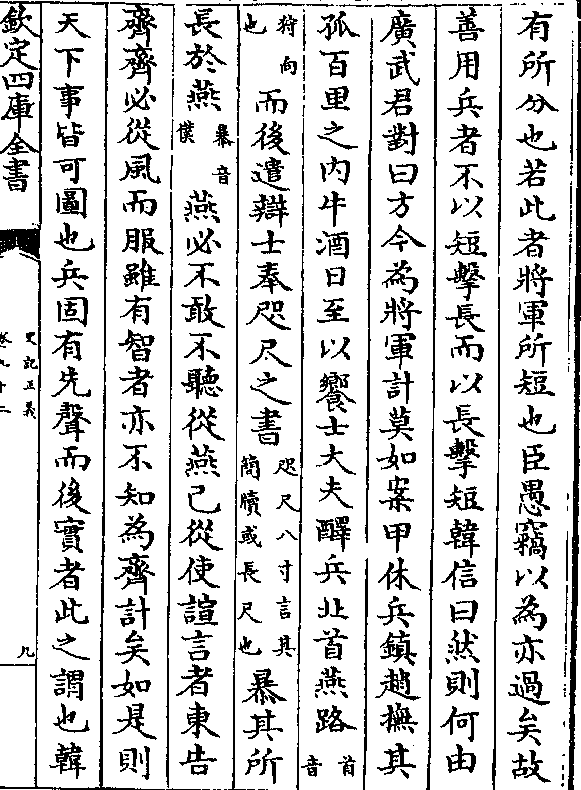 有所分也若此者將軍所短也臣愚竊以為亦過矣故
善用兵者不以短擊長而以長擊短韓信曰然則何由
廣武君對曰方今為將軍計莫如案甲休兵鎮趙撫其
孤百里之内牛酒日至以饗士大夫醳兵北首燕路首音
狩向也而後遣辯士奉咫尺之書咫尺八寸言其簡牘或長尺也暴其所
長於燕暴音僕燕必不敢不聽從燕已從使諠言者東告
齊齊必從風而服雖有智者亦不知為齊計矣如是則
天下事皆可圖也兵固有先聲而後實者此之謂也韓
欽定四庫全書
史記正義
卷九十二
九